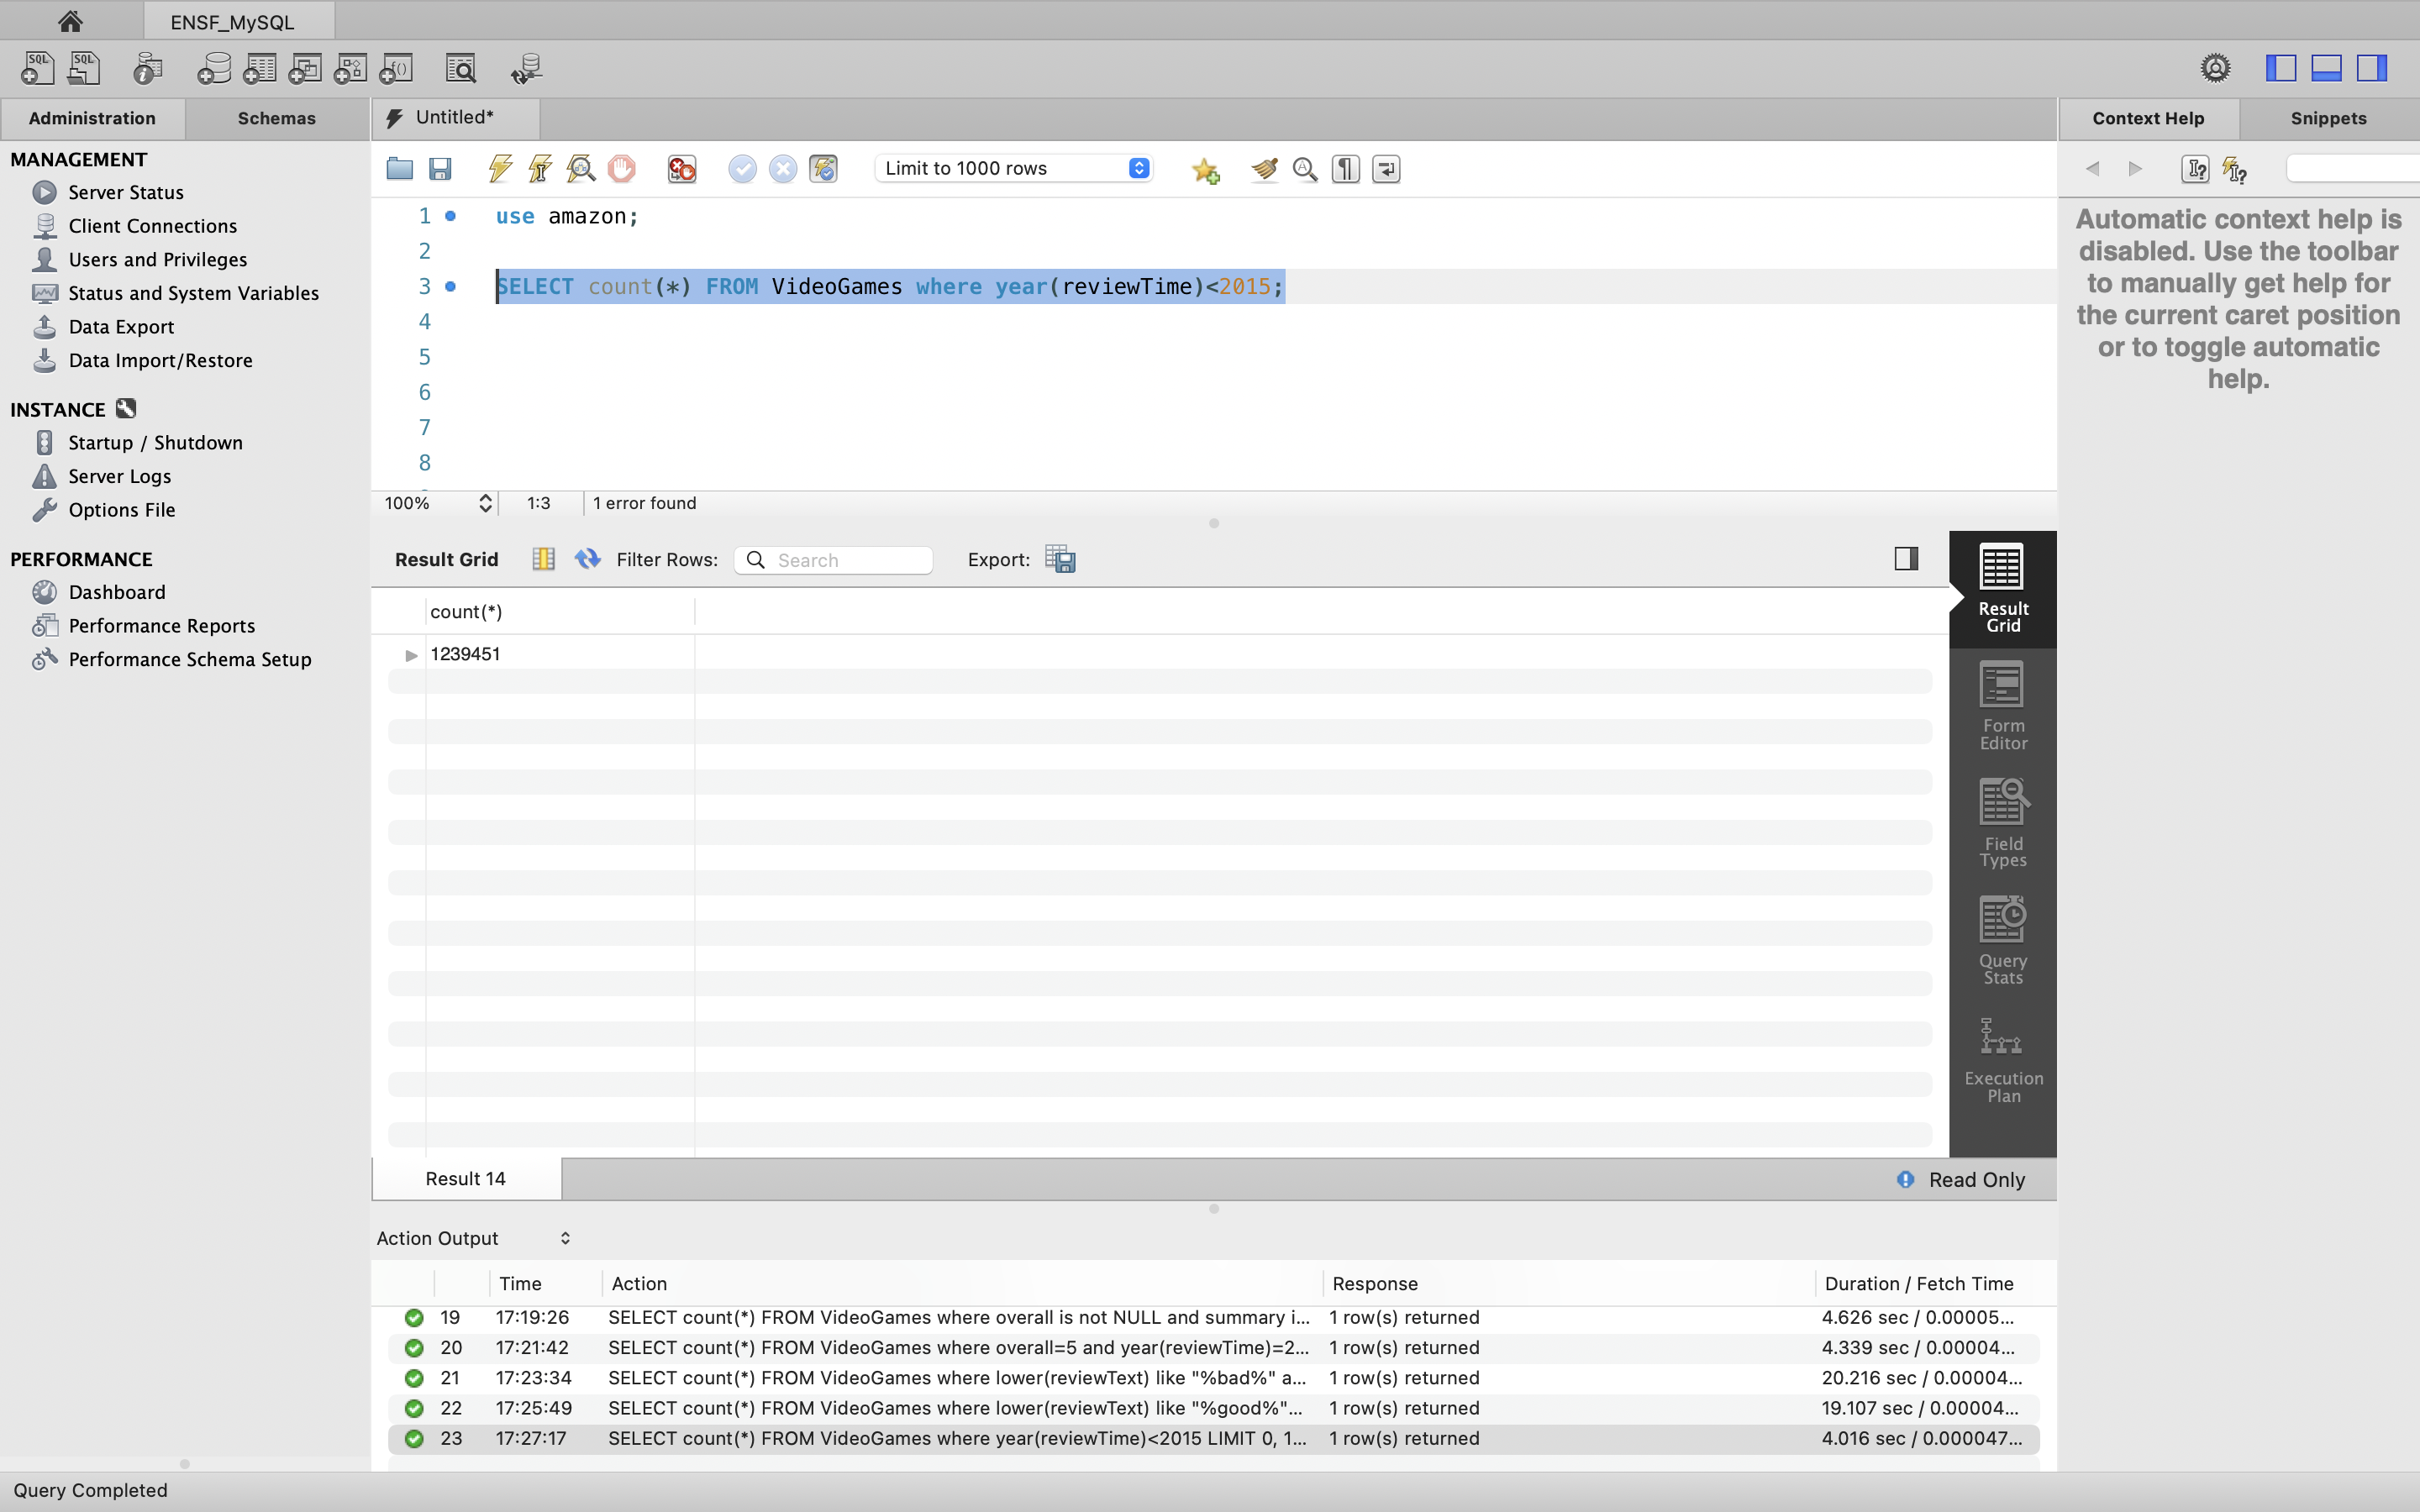 ENSF_MySQL
SQL SQL
Administration Schemas
Untitled*
Context Help Snippets
MANAGEMENT
Server Status
Client Connections
Users and Privileges
Status and System Variables
Data Export
Data Import/Restore
INSTANCE
Startup / Shutdown
Server Logs
Options File
PERFORMANCE
Dashboard
Performance Reports
Performance Schema Setup
Limit to 1000 rows
1 use amazon;
2
3 SELECT count(*) FROM VideoGames where year(reviewTime)<2015;
4
5
6
7
8
100% 1:3 1 error found
Automatic context help is
disabled. Use the toolbar
to manually get help for
the current caret position
or to toggle automatic
help.
Result Grid Filter Rows: Search Export:
count(*)
1239451
Result
Grid
Form
Editor
Field
Types
Query
Stats
Execution
Plan
Result 14 Read Only
Action Output
Time Action Response Duration / Fetch Time
19 17:19:26 SELECT count(*) FROM VideoGames where overall is not NULL and summary i... 1 row(s) returned 4.626 sec / 0.00005...
20 17:21:42 SELECT count(*) FROM VideoGames where overall=5 and year(reviewTime)=2... 1 row(s) returned 4.339 sec / 0.00004...
21 17:23:34 SELECT count(*) FROM VideoGames where lower(reviewText) like "%bad%" a... 1 row(s) returned 20.216 sec / 0.00004...
22 17:25:49 SELECT count(*) FROM VideoGames where lower(reviewText) like "%good%"... 1 row(s) returned 19.107 sec / 0.00004...
23 17:27:17 SELECT count(*) FROM VideoGames where year(reviewTime)<2015 LIMIT 0, 1... 1 row(s) returned 4.016 sec / 0.000047...
Query Completed